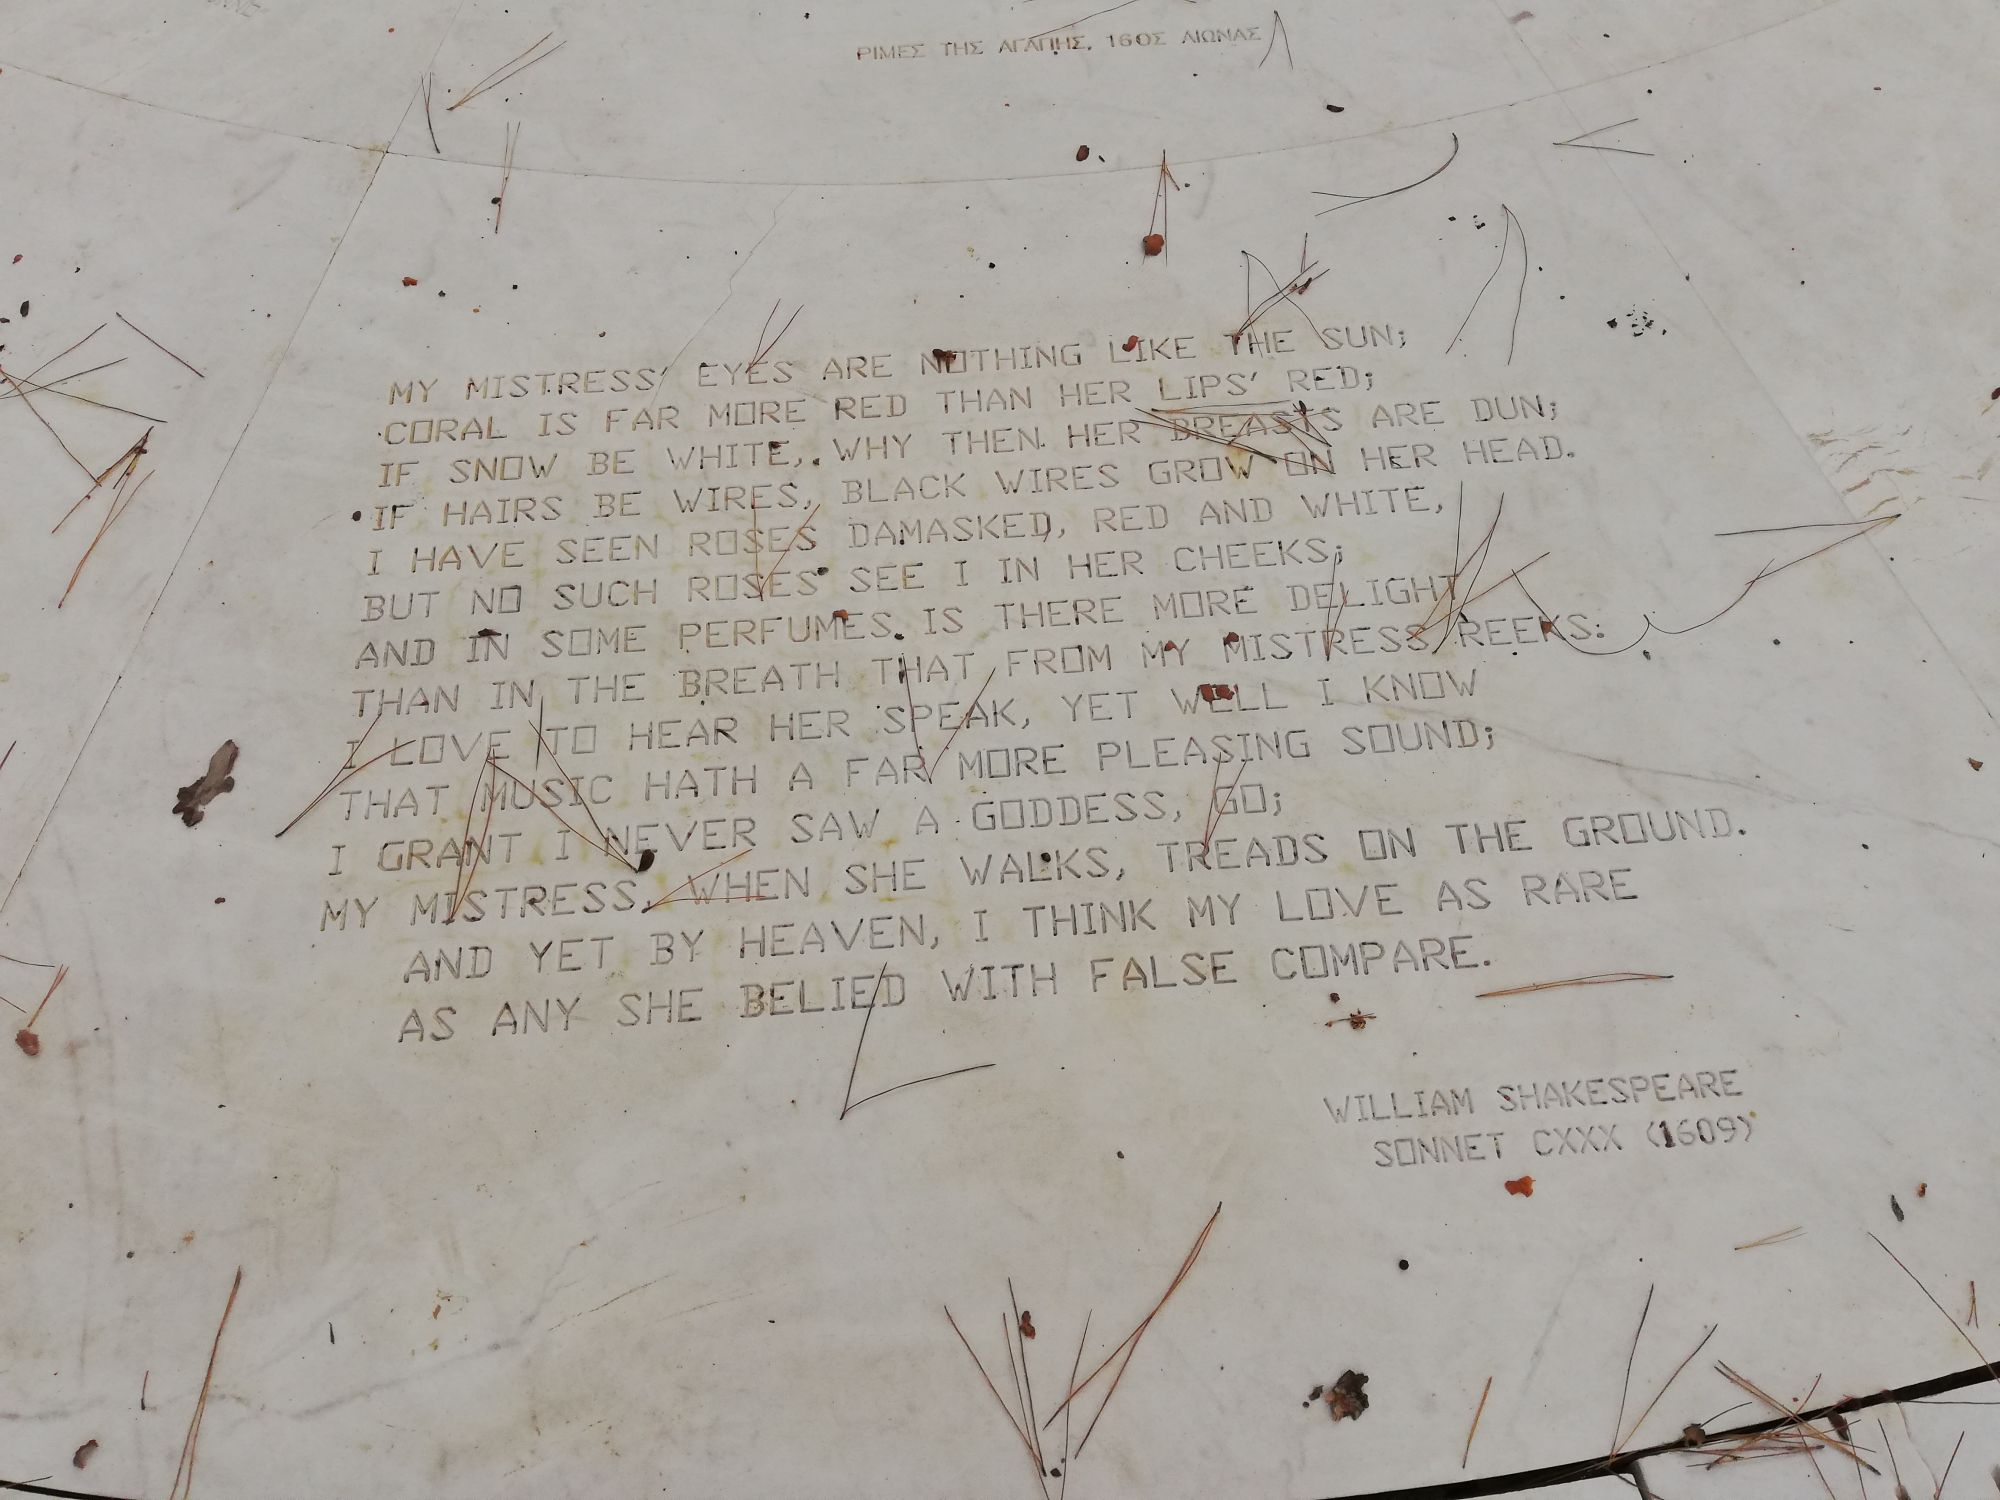 ΡΙΜΕΣ ΤΗΣ ΑΓΑΠΗΣ, 16ΟΣ ΑΙΩΝΑΣ
MY MISTRESS' EYES ARE NOTHING LIKE THE SUN;
CORAL IS FAR MORE RED THAN HER LIPS' RED;
IF SNOW BE WHITE, WHY THEN HER BREASTS ARE DUN;
IF HAIRS BE WIRES, BLACK WIRES GROW ON HER HEAD.
I HAVE SEEN ROSES DAMASKED, RED AND WHITE,
BUT NO SUCH ROSES SEE I IN HER CHEEKS;
AND IN SOME PERFUMES IS THERE MORE DELIGHT
THAN IN THE BREATH THAT FROM MY MISTRESS REEKS:
I LOVE TO HEAR HER SPEAK, YET WELL I KNOW
THAT MUSIC HATH A FAR MORE PLEASING SOUND;
I GRANT I NEVER SAW A GODDESS, GO;
MY MISTRESS, WHEN SHE WALKS, TREADS ON THE GROUND.
AND YET BY HEAVEN, I THINK MY LOVE AS RARE
AS ANY SHE BELIED WITH FALSE COMPARE.
WILLIAM SHAKESPEARE
SONNET CXXX (1609)